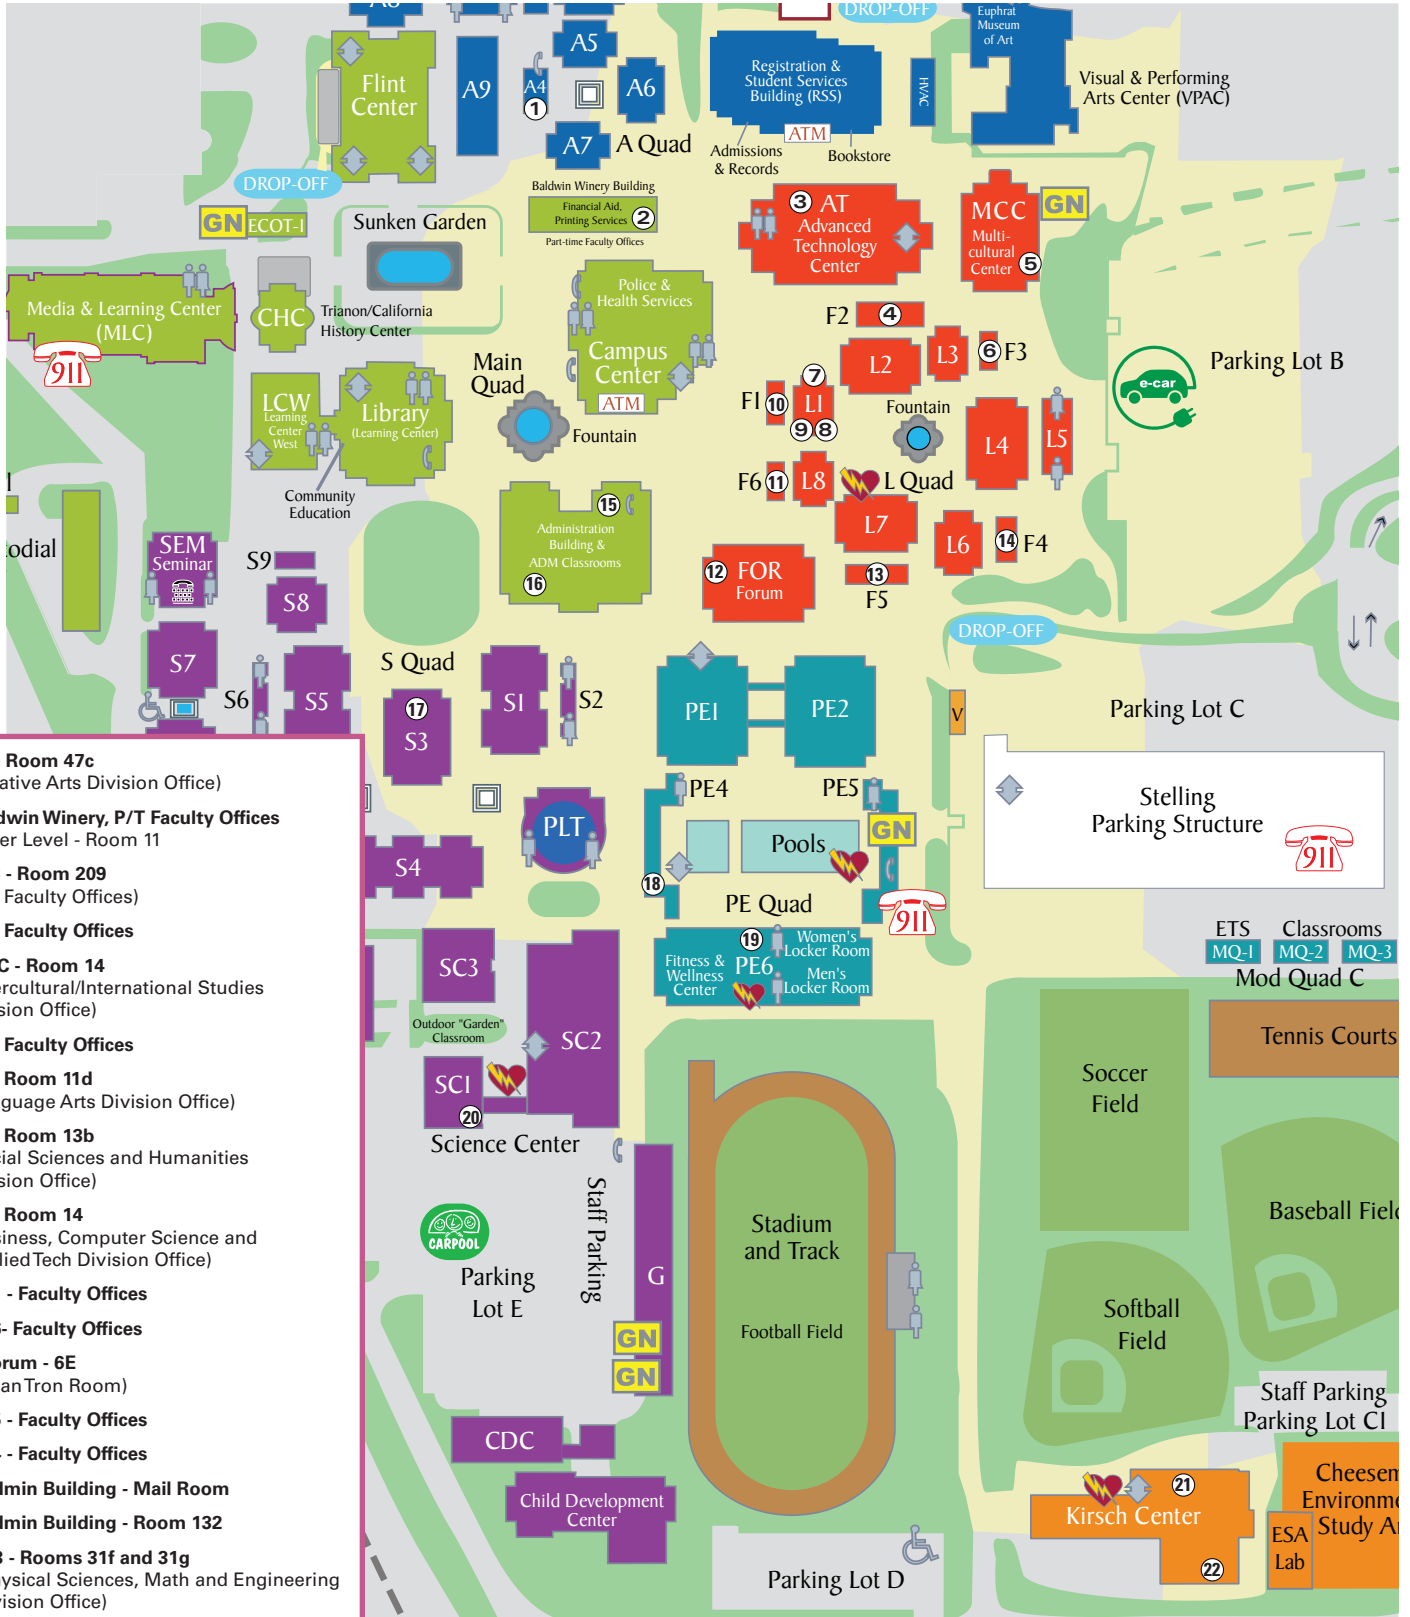 DROP-OFF
Euphrat
Museum
of Art
A5
Flint
Center
A9
A4
1
A6
Registration &
Student Services
Building (RSS)
HVAC
Visual & Performing
Arts Center (VPAC)
A7
A Quad
ATM
Admissions
& Records
Bookstore
DROP-OFF
Baldwin Winery Building
Financial Aid,
Printing Services
2
Part-time Faculty Offices
3
AT
Advanced
Technology
Center
MCC
Multi-
cultural
Center
5
GN
GN
ECOT-1
Sunken Garden
Media & Learning Center
(MLC)
911
CHC
Trianon/California
History Center
Police &
Health Services
Campus
Center
ATM
Main
Quad
Fountain
F2
4
L2
L3
6
F3
7
F1
10
L1
9
8
Fountain
L4
L5
e-car
Parking Lot B
LCW
Learning
Center
West
Library
(Learning Center)
Community
Education
F6
11
L8
L Quad
L7
L6
14
F4
15
Administration
Building &
ADM Classrooms
16
12
FOR
Forum
13
F5
SEM
Seminar
S9
S8
S7
S Quad
DROP-OFF
S6
S5
17
S3
S1
S2
PE1
PE2
V
Parking Lot C
PE4
PE5
GN
Stelling
Parking Structure
911
PLT
Pools
S4
18
PE Quad
911
ETS
Classrooms
MQ-1
MQ-2
MQ-3
Mod Quad C
SC3
Fitness &
Wellness
Center
19
PE6
Women's
Locker Room
Men's
Locker Room
Outdoor "Garden"
Classroom
SC2
SC1
20
Science Center
Tennis Courts
Soccer
Field
Staff Parking
CARPOOL
Parking
Lot E
G
GN
GN
Stadium
and Track
Football Field
Softball
Field
Staff Parking
Parking Lot C1
CDC
Child Development
Center
Parking Lot D
21
Kirsch Center
22
ESA
Lab
Room 47c
Faculty Offices
Room 11
- Room 209
Faculty Offices)
Faculty Offices
- Room 14
Faculty Offices
Room 11d
Room 13b
Room 14
- Faculty Offices
- Faculty Offices
- 6E
- Faculty Offices
- Faculty Offices
Building - Mail Room
Building - Room 132
- Rooms 31f and 31g